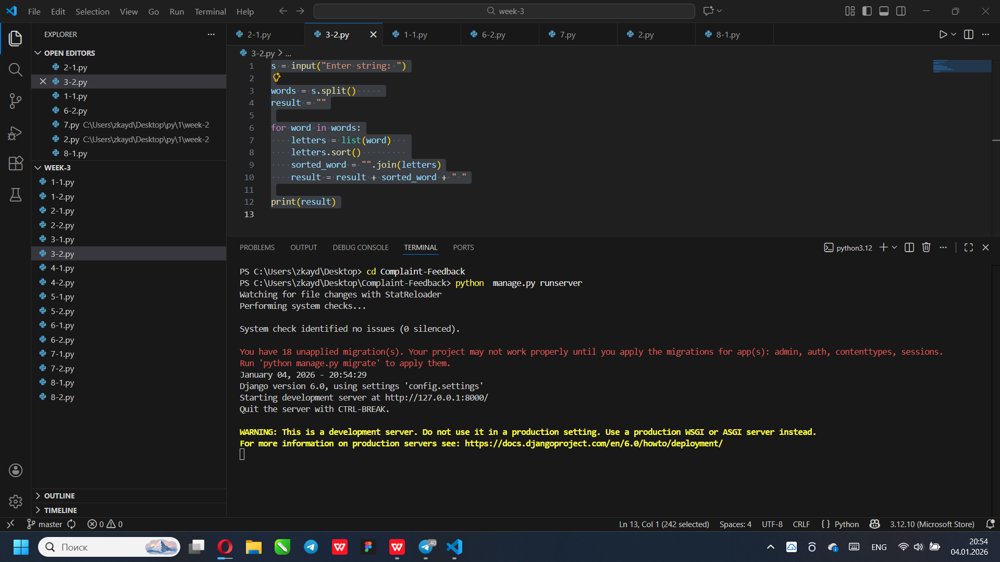 File Edit Selection View Go Run Terminal Help
week-3
EXPLORER
OPEN EDITORS
2-1.py
3-2.py
1-1.py
6-2.py
7.py C:\Users\zkayd\Desktop\py\1\week-2
2.py C:\Users\zkayd\Desktop\py\1\week-2
8-1.py
WEEK-3
1-1.py
1-2.py
2-1.py
2-2.py
3-1.py
3-2.py
4-1.py
4-2.py
5-1.py
5-2.py
6-1.py
6-2.py
7-1.py
7-2.py
8-1.py
8-2.py
OUTLINE
TIMELINE
2-1.py 3-2.py 1-1.py 6-2.py 7.py 2.py 8-1.py
3-2.py > ...
1 s = input("Enter string: ")
2
3 words = s.split()
4 result = ""
5
6 for word in words:
7 letters = list(word)
8 letters.sort()
9 sorted_word = "".join(letters)
10 result = result + sorted_word + " "
11
12 print(result)
13
PROBLEMS OUTPUT DEBUG CONSOLE TERMINAL PORTS
python3.12
PS C:\Users\zkayd\Desktop> cd Complaint-Feedback
PS C:\Users\zkayd\Desktop\Complaint-Feedback> python  manage.py runserver
Watching for file changes with StatReloader
Performing system checks...
System check identified no issues (0 silenced).
You have 18 unapplied migration(s). Your project may not work properly until you apply the migrations for app(s): admin, auth, contenttypes, sessions.
Run 'python manage.py migrate' to apply them.
January 04, 2026 - 20:54:29
Django version 6.0, using settings 'config.settings'
Starting development server at http://127.0.0.1:8000/
Quit the server with CTRL-BREAK.
WARNING: This is a development server. Do not use it in a production setting. Use a production WSGI or ASGI server instead.
For more information on production servers see: https://docs.djangoproject.com/en/6.0/howto/deployment/
master 0 0
Ln 13, Col 1 (242 selected) Spaces: 4 UTF-8 CRLF { } Python 3.12.10 (Microsoft Store)
Поиск
40
ENG
20:54
04.01.2026